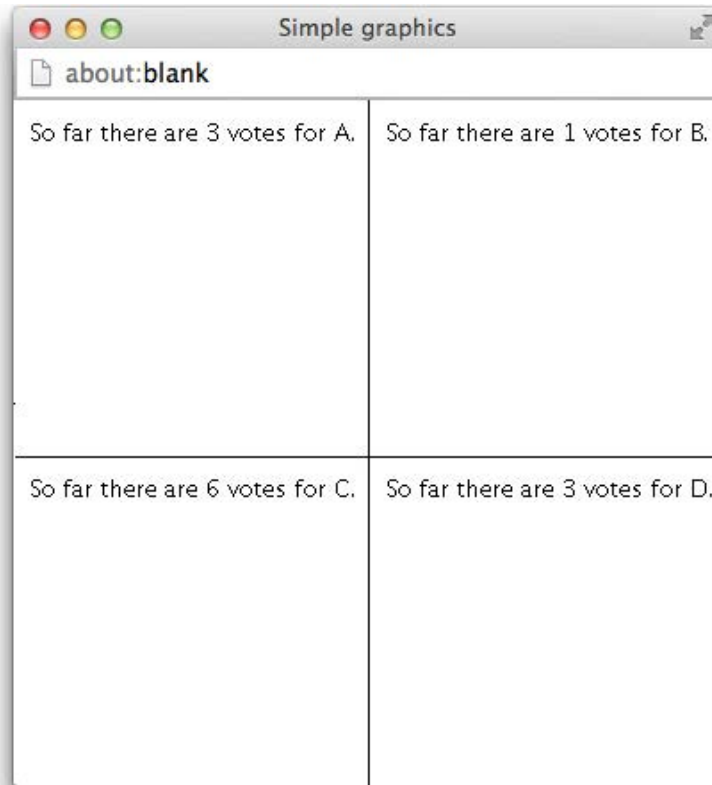 Simple graphics
about:blank
So far there are 3 votes for A.
So far there are 1 votes for B.
So far there are 6 votes for C.
So far there are 3 votes for D.